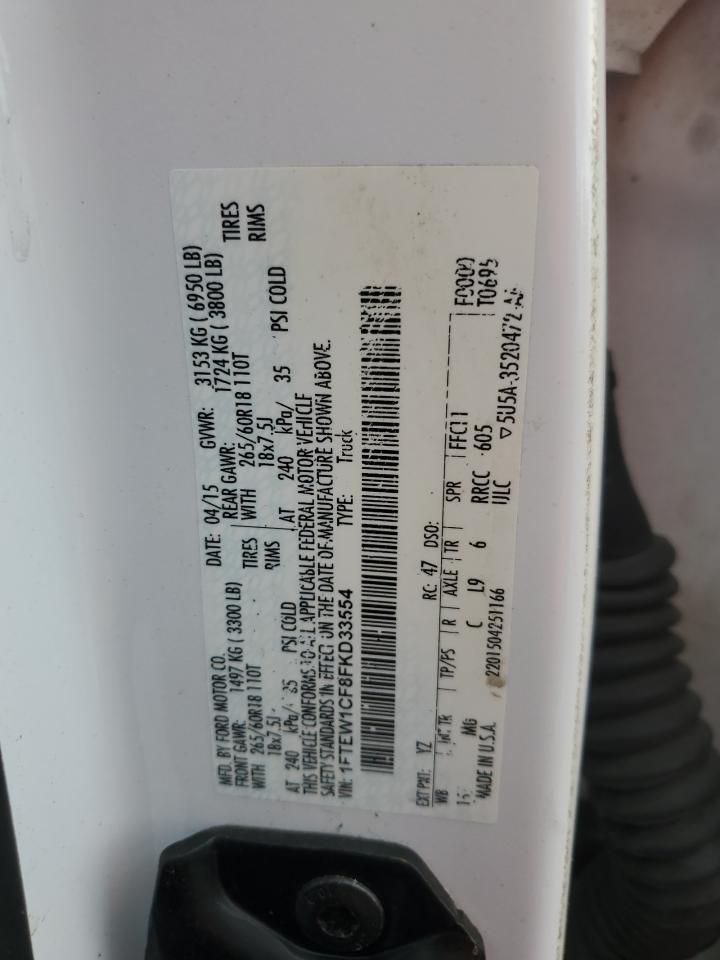 MFD. BY FORD MOTOR CO.
DATE: 04/15 GVWR: 3153 KG ( 6950 LB)
FRONT GAWR: 1497 KG ( 3300 LB)
REAR GAWR: 1724 KG ( 3800 LB)
WITH 265/60R18 110T TIRES
WITH 265/60R18 110T TIRES
18x7.5J RIMS
18x7.5J RIMS
AT 240 kPa/ 35 PSI COLD
AT 240 kPa/ 35 PSI COLD
THIS VEHICLE CONFORMS TO ALL APPLICABLE FEDERAL MOTOR VEHICLE
SAFETY STANDARDS IN EFFECT ON THE DATE OF MANUFACTURE SHOWN ABOVE.
VIN: 1FTEW1CF8FKD33554 TYPE: Truck
EXT PNT: YZ RC: 47 DSO:
WB INT TR TP/PS R AXLE TR SPR FFC11
MG C L9 6 RRCC 605
MADE IN U.S.A. 2201504251166 ULC
T0695